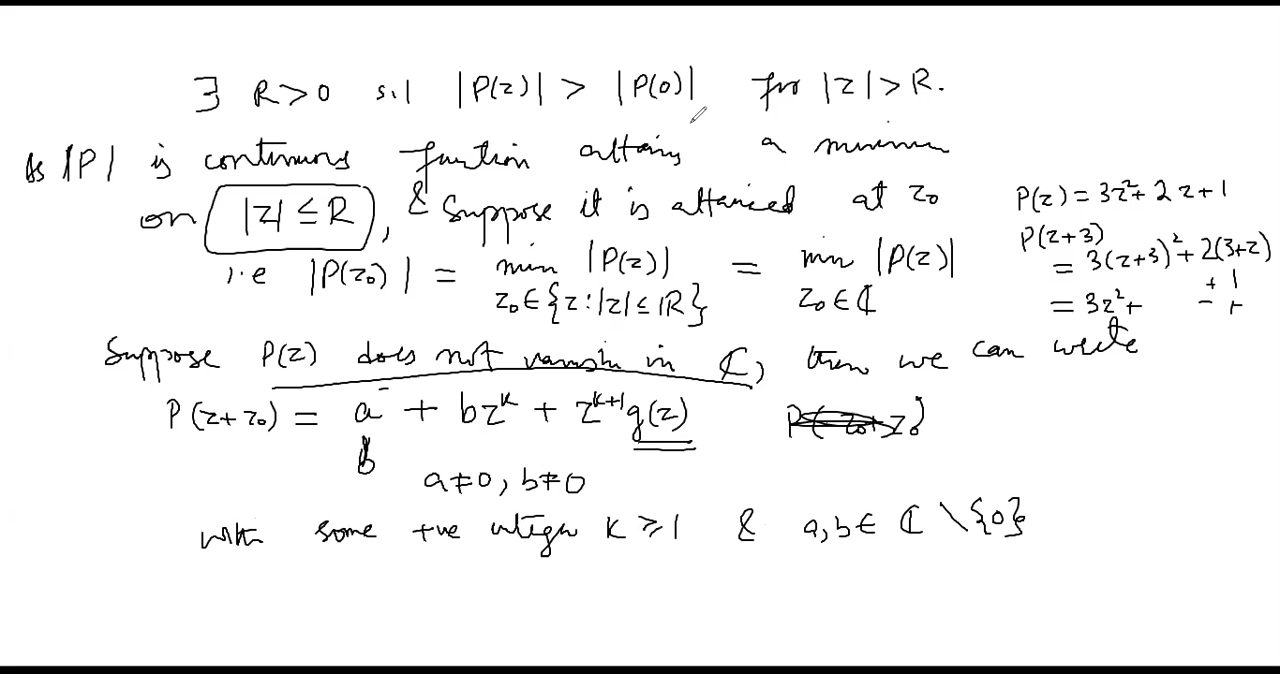 ∃ R>0 s.t |P(z)| > |P(0)| for |z|>R.
As |P| is continuous function attains a minimum
on |z| ≤ R, & Suppose it is attained at z₀
i.e |P(z₀)| = min |P(z)| = min |P(z)|
z₀∈{z:|z|≤R} z₀∈ℂ
P(z) = 3z²+2z+1
P(z+3)
= 3(z+3)²+2(3+z)
+1
= 3z²+ – +
Suppose P(z) does not vanish in ℂ, then we can write
P(z+z₀) = a + bz^k + z^{k+1}g(z)
a≠0, b≠0
with some +ve integer k ≥ 1 & a,b∈ ℂ \ {0}